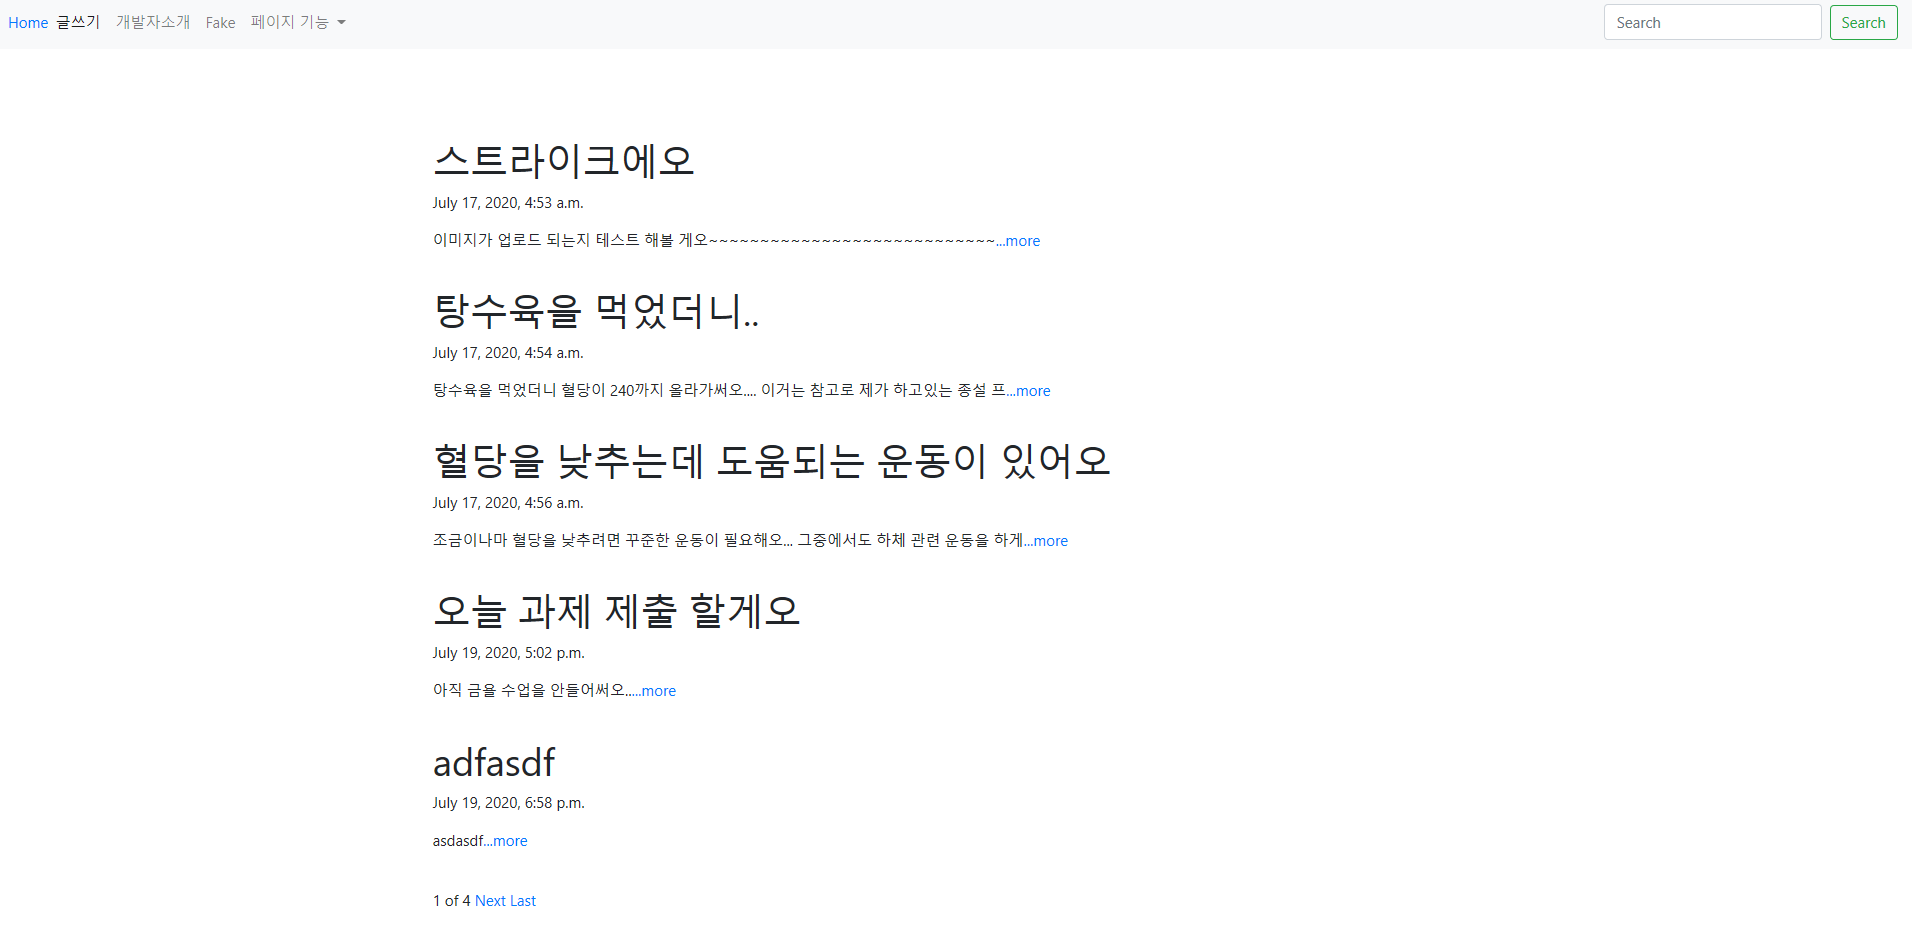 Home 글쓰기 개발자소개 Fake 페이지 기능 Search Search
스트라이크에오
July 17, 2020, 4:53 a.m.
이미지가 업로드 되는지 테스트 해볼 게오~~~~~~~~~~~~~~~~~~~~~~~~~~~~...more
탕수육을 먹었더니..
July 17, 2020, 4:54 a.m.
탕수육을 먹었더니 혈당이 240까지 올라가써오.... 이거는 참고로 제가 하고있는 종설 프...more
혈당을 낮추는데 도움되는 운동이 있어오
July 17, 2020, 4:56 a.m.
조금이나마 혈당을 낮추려면 꾸준한 운동이 필요해오... 그중에서도 하체 관련 운동을 하게...more
오늘 과제 제출 할게오
July 19, 2020, 5:02 p.m.
아직 금욜 수업을 안들어써오.....more
adfasdf
July 19, 2020, 6:58 p.m.
asdasdf...more
1 of 4 Next Last